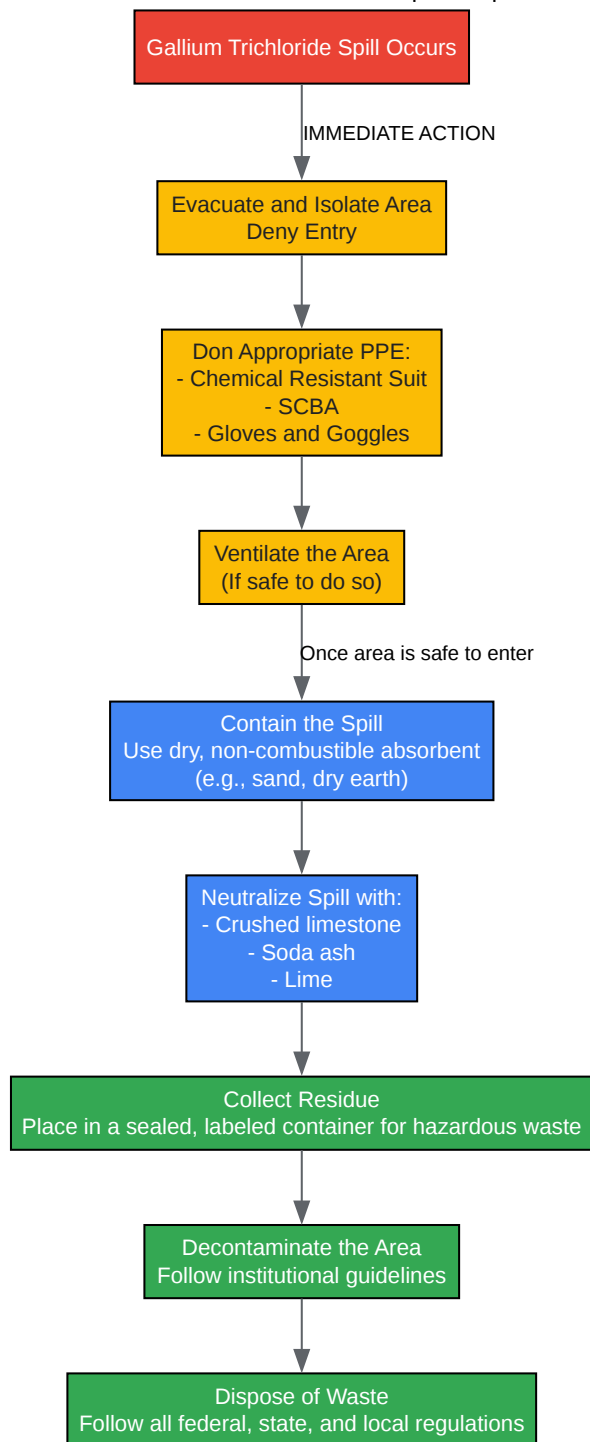 Gallium Trichloride Spill Occurs
IMMEDIATE ACTION
Evacuate and Isolate Area
Deny Entry
Don Appropriate PPE:
- Chemical Resistant Suit
- SCBA
- Gloves and Goggles
Ventilate the Area
(If safe to do so)
Once area is safe to enter
Contain the Spill
Use dry, non-combustible absorbent
(e.g., sand, dry earth)
Neutralize Spill with:
- Crushed limestone
- Soda ash
- Lime
Collect Residue
Place in a sealed, labeled container for hazardous waste
Decontaminate the Area
Follow institutional guidelines
Dispose of Waste
Follow all federal, state, and local regulations